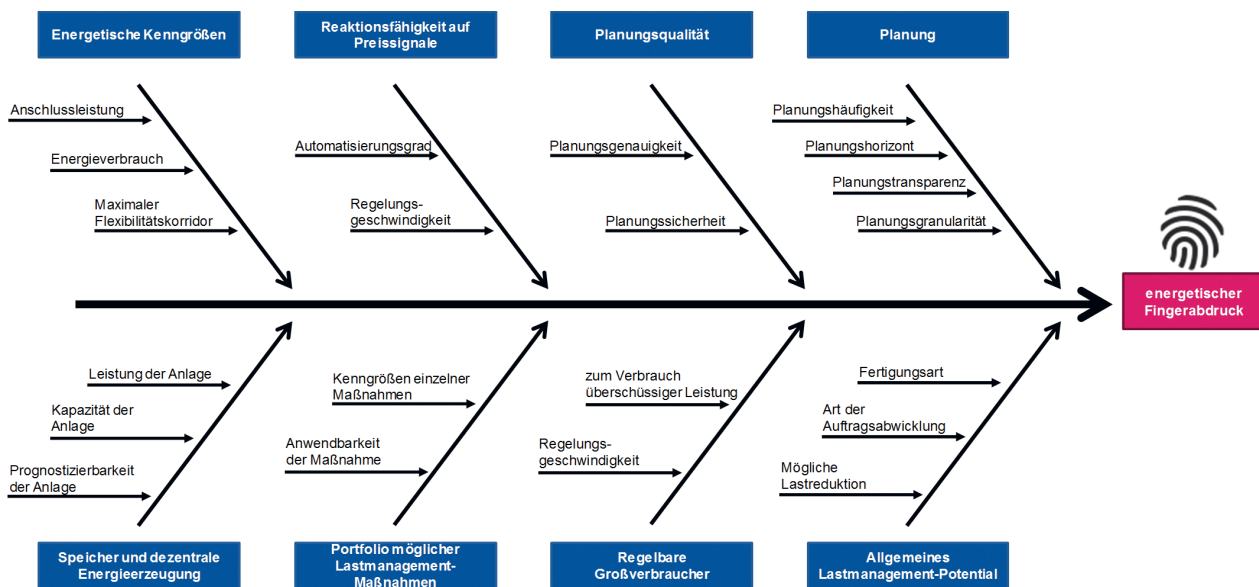 Energetische Kenngrößen
Reaktionsfähigkeit auf
Preissignale
Planungsqualität
Planung
Anschlussleistung
Energieverbrauch
Maximaler
Flexibilitätskorridor
Automatisierungsgrad
Regelungs-
geschwindigkeit
Planungsgenauigkeit
Planungssicherheit
Planungshäufigkeit
Planungshorizont
Planungstransparenz
Planungsgranularität
energetischer
Fingerabdruck
Leistung der Anlage
Kapazität der
Anlage
Prognostizierbarkeit
der Anlage
Kenngrößen einzelner
Maßnahmen
Anwendbarkeit
der Maßnahme
zum Verbrauch
überschüssiger Leistung
Regelungs-
geschwindigkeit
Fertigungsart
Art der
Auftragsabwicklung
Mögliche
Lastreduktion
Speicher und dezentrale
Energieerzeugung
Portfolio möglicher
Lastmanagement-
Maßnahmen
Regelbare
Großverbraucher
Allgemeines
Lastmanagement-Potential